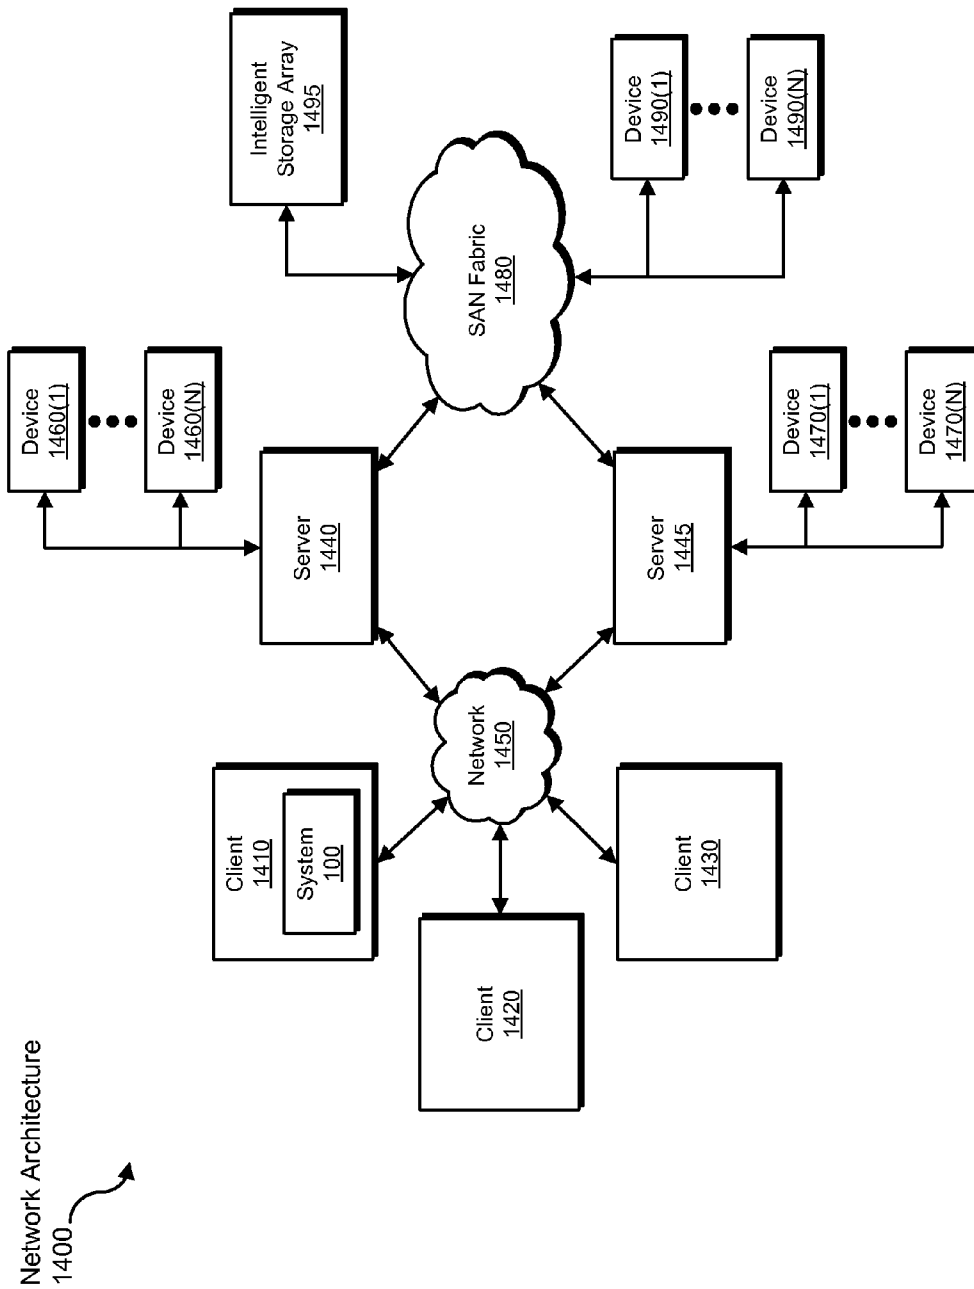 Network Architecture
1400
Client
1410
System
100
Client
1420
Client
1430
Network
1450
Server
1440
Server
1445
Device
1460(1)
Device
1460(N)
Device
1470(1)
Device
1470(N)
SAN Fabric
1480
Intelligent
Storage Array
1495
Device
1490(1)
Device
1490(N)